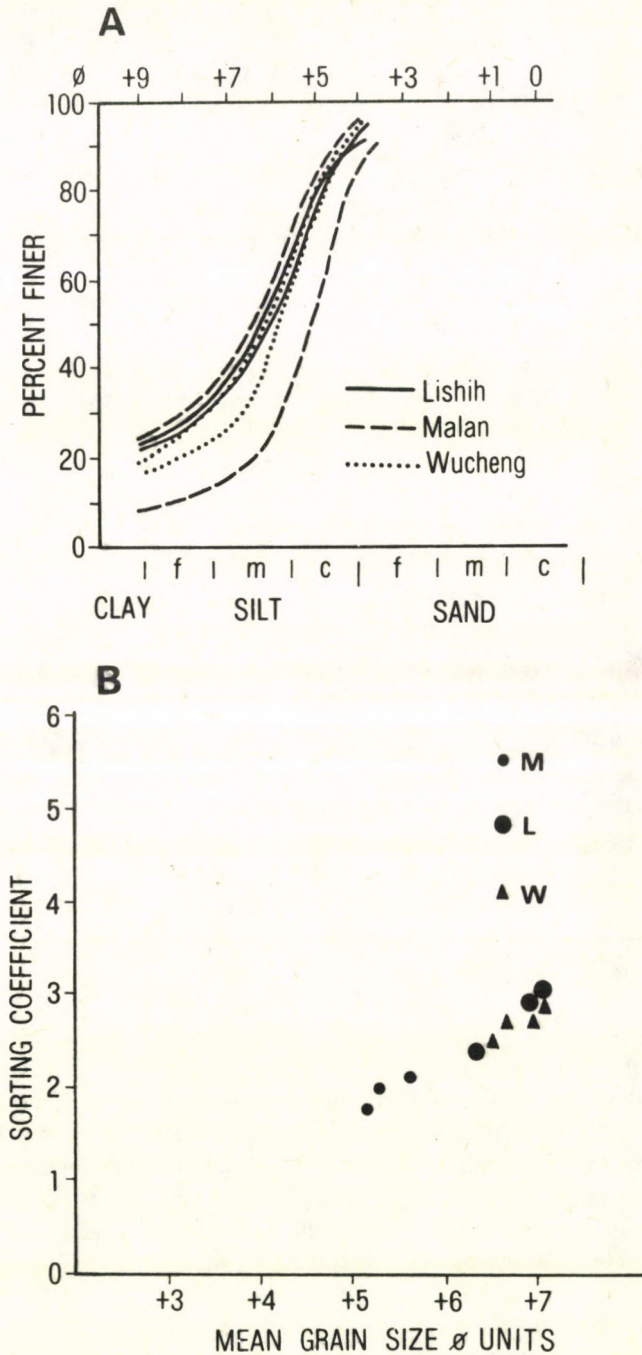 A
ø +9 +7 +5 +3 +1 0
100
80
60
40
20
0
PERCENT FINER
Lishih
Malan
Wucheng
f m c f m c
CLAY SILT SAND
B
6
5
4
3
2
1
0
SORTING COEFFICIENT
M
L
W
+3 +4 +5 +6 +7
MEAN GRAIN SIZE ø UNITS